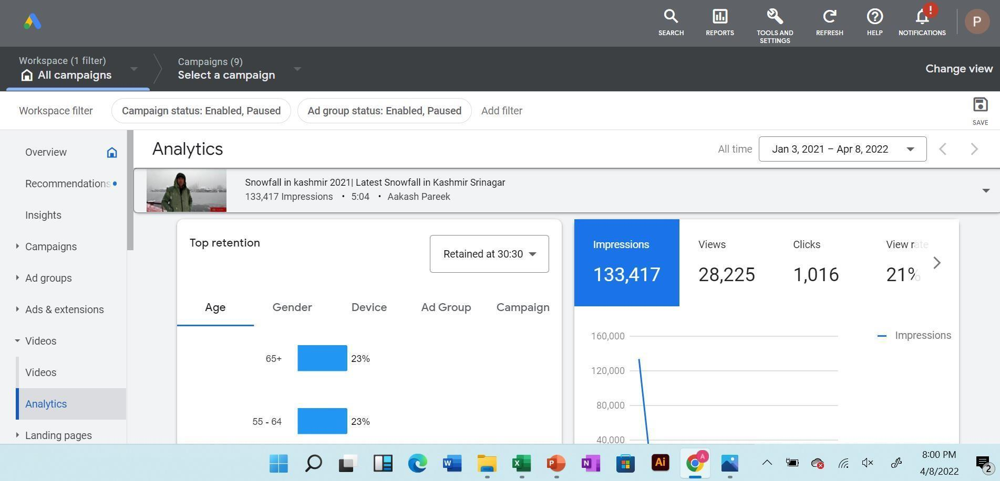 SEARCH
REPORTS
TOOLS AND
SETTINGS
REFRESH
HELP
!
NOTIFICATIONS
P
Workspace (1 filter)
All campaigns
Campaigns (9)
Select a campaign
Change view
Workspace filter
Campaign status: Enabled, Paused
Ad group status: Enabled, Paused
Add filter
SAVE
Overview
Recommendations
Insights
Campaigns
Ad groups
Ads & extensions
Videos
Videos
Analytics
Landing pages
Analytics
All time
Jan 3, 2021 – Apr 8, 2022
Snowfall in kashmir 2021| Latest Snowfall in Kashmir Srinagar
133,417 Impressions • 5:04 • Aakash Pareek
Top retention
Retained at 30:30
Age
Gender
Device
Ad Group
Campaign
65+
23%
55 - 64
23%
Impressions
133,417
Views
28,225
Clicks
1,016
View rate
21%
160,000
120,000
80,000
40,000
Impressions
W
X
P
N
Ai
A
8:00 PM
4/8/2022
2